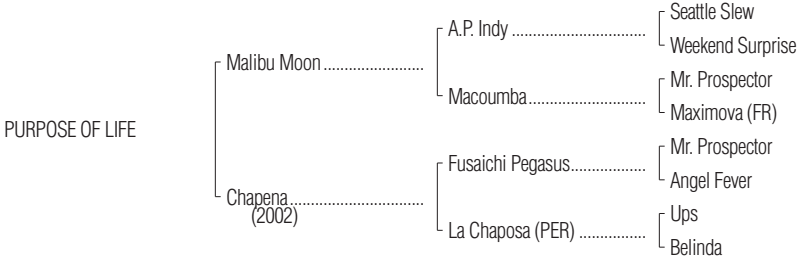 Seattle Slew
A.P. Indy ................................
Weekend Surprise
Malibu Moon ........................
Mr. Prospector
Macoumba............................
Maximova (FR)
PURPOSE OF LIFE
Mr. Prospector
Fusaichi Pegasus..................
Angel Fever
Chapena ................................
(2002)
Ups
La Chaposa (PER) ................
Belinda